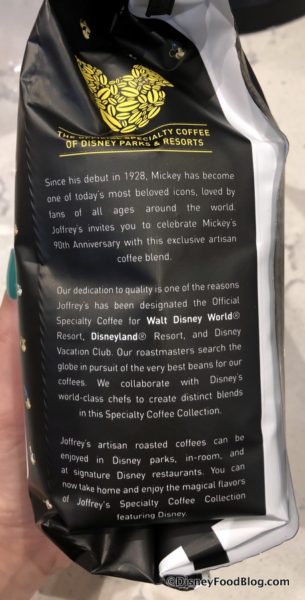 THE OFFICIAL SPECIALTY COFFEE
OF DISNEY PARKS & RESORTS
Since his debut in 1928, Mickey has become
one of today's most beloved icons, loved by
fans of all ages around the world.
Joffrey's invites you to celebrate Mickey's
90th Anniversary with this exclusive artisan
coffee blend.
Our dedication to quality is one of the reasons
Joffrey's has been designated the Official
Specialty Coffee for Walt Disney World®
Resort, Disneyland® Resort, and Disney
Vacation Club. Our roastmasters search the
globe in pursuit of the very best beans for our
coffees. We collaborate with Disney's
world-class chefs to create distinct blends
in this Specialty Coffee Collection.
Joffrey's artisan roasted coffees can be
enjoyed in Disney parks, in-room, and
at signature Disney restaurants. You can
now take home and enjoy the magical flavors
of Joffrey's Specialty Coffee Collection
featuring Disney.
©DisneyFoodBlog.com